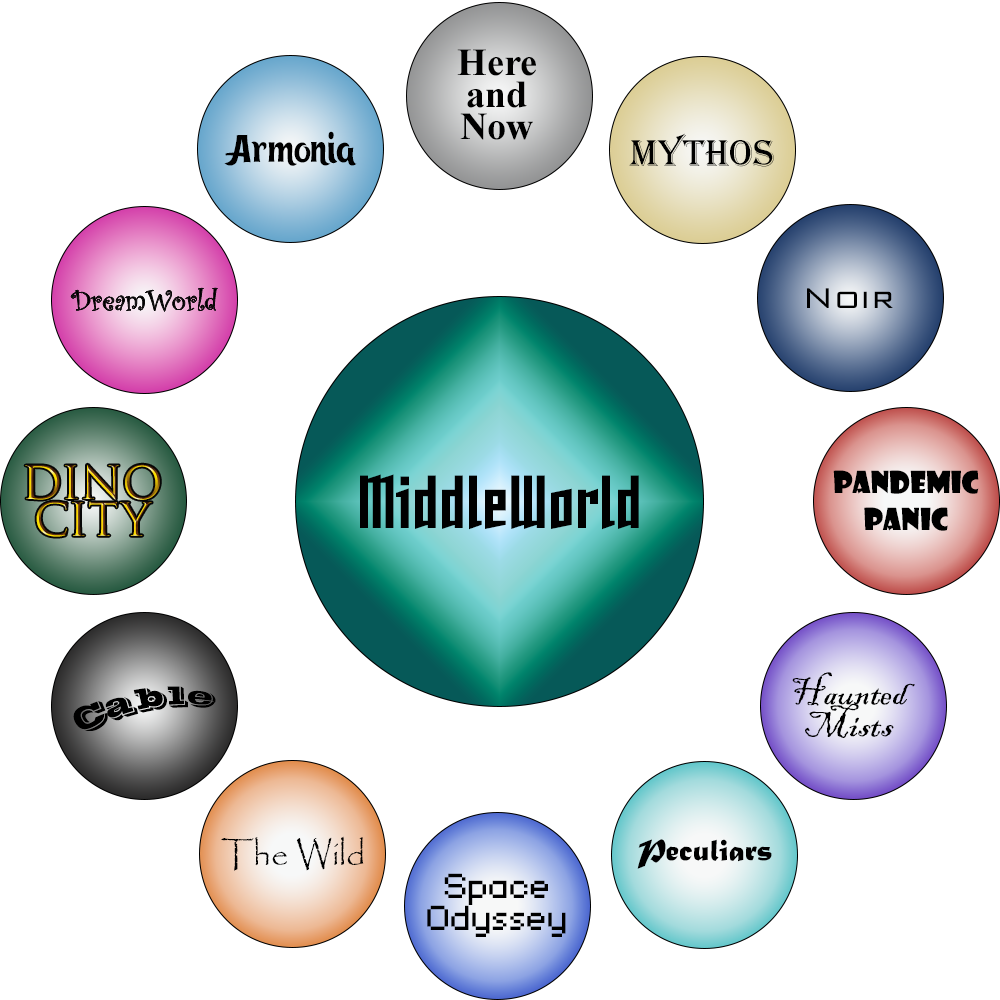 Here
and
Now
Armonia
MYTHOS
DreamWorld
Noir
DINO
CITY
MiddleWorld
PANDEMIC
PANIC
Cable
Haunted
Mists
The Wild
Peculiars
Space
Odyssey